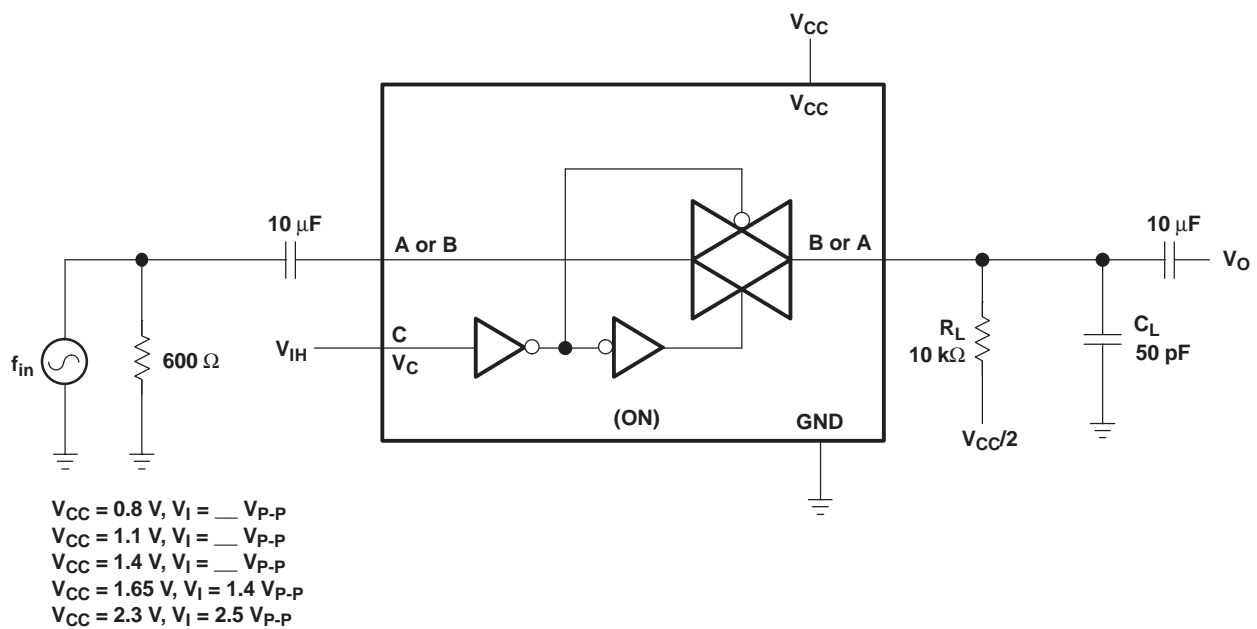 VCC
VCC
10 μF
A or B
B or A
10 μF
VO
fin
600 Ω
VIH
C
VC
RL
10 kΩ
CL
50 pF
(ON)
GND
VCC/2
VCC = 0.8 V, VI = __ VP-P
VCC = 1.1 V, VI = __ VP-P
VCC = 1.4 V, VI = __ VP-P
VCC = 1.65 V, VI = 1.4 VP-P
VCC = 2.3 V, VI = 2.5 VP-P